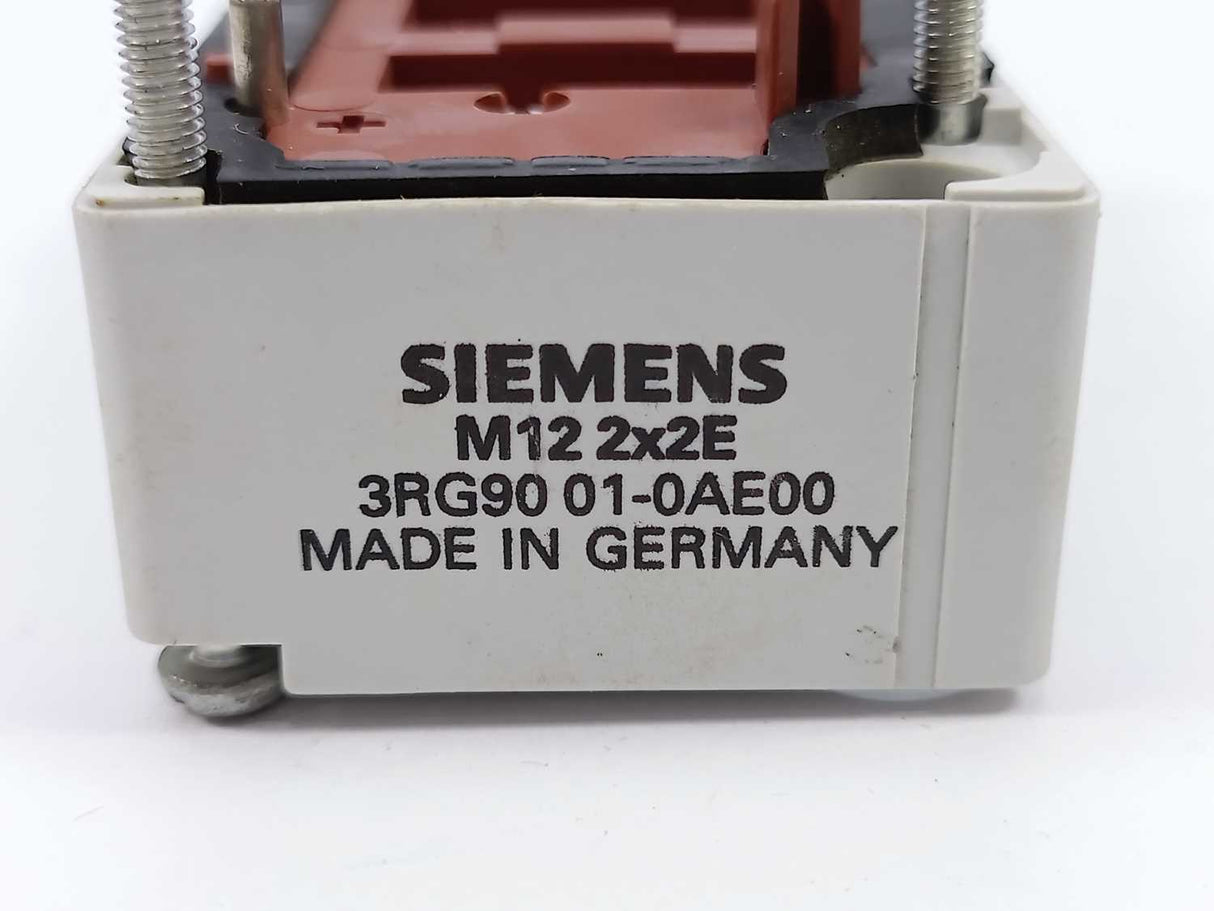 SIEMENS
M12 2x2E
3RG90 01-0AE00
MADE IN GERMANY